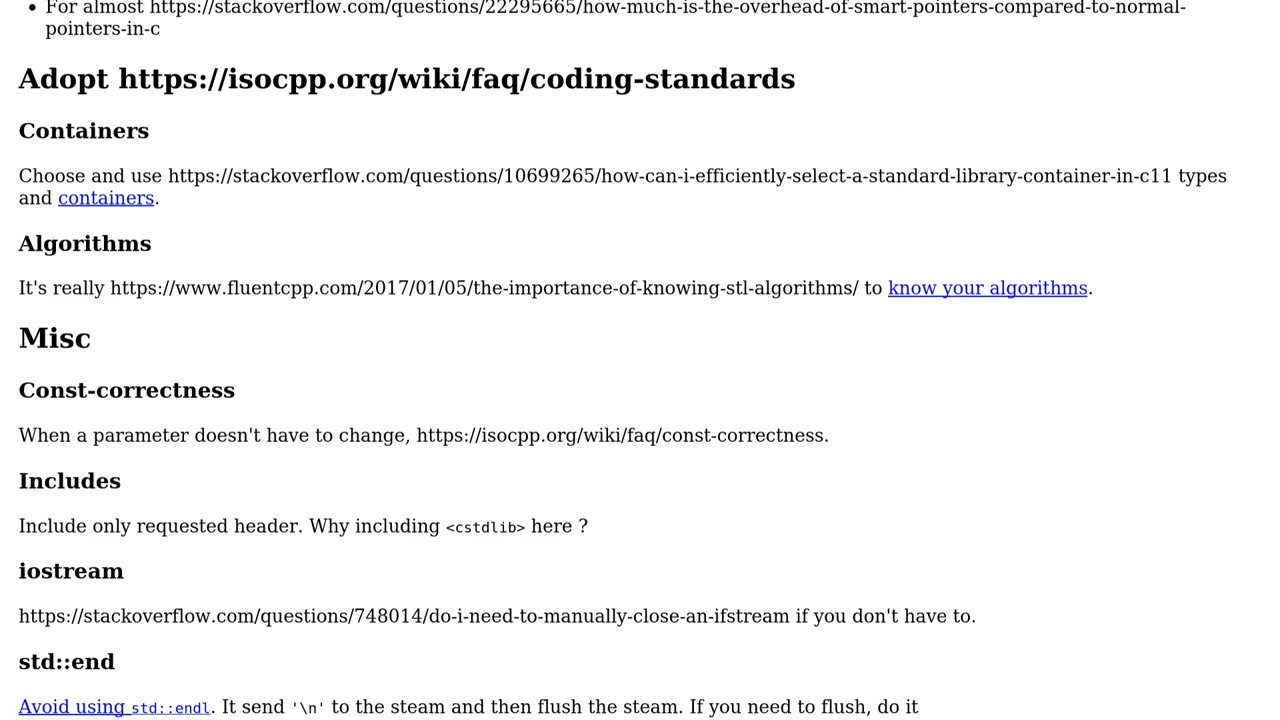 • For almost https://stackoverflow.com/questions/22295665/how-much-is-the-overhead-of-smart-pointers-compared-to-normal-
pointers-in-c
Adopt https://isocpp.org/wiki/faq/coding-standards
Containers
Choose and use https://stackoverflow.com/questions/10699265/how-can-i-efficiently-select-a-standard-library-container-in-c11 types
and containers.
Algorithms
It's really https://www.fluentcpp.com/2017/01/05/the-importance-of-knowing-stl-algorithms/ to know your algorithms.
Misc
Const-correctness
When a parameter doesn't have to change, https://isocpp.org/wiki/faq/const-correctness.
Includes
Include only requested header. Why including <cstdlib> here ?
iostream
https://stackoverflow.com/questions/748014/do-i-need-to-manually-close-an-ifstream if you don't have to.
std::end
Avoid using std::endl. It send '\n' to the steam and then flush the steam. If you need to flush, do it